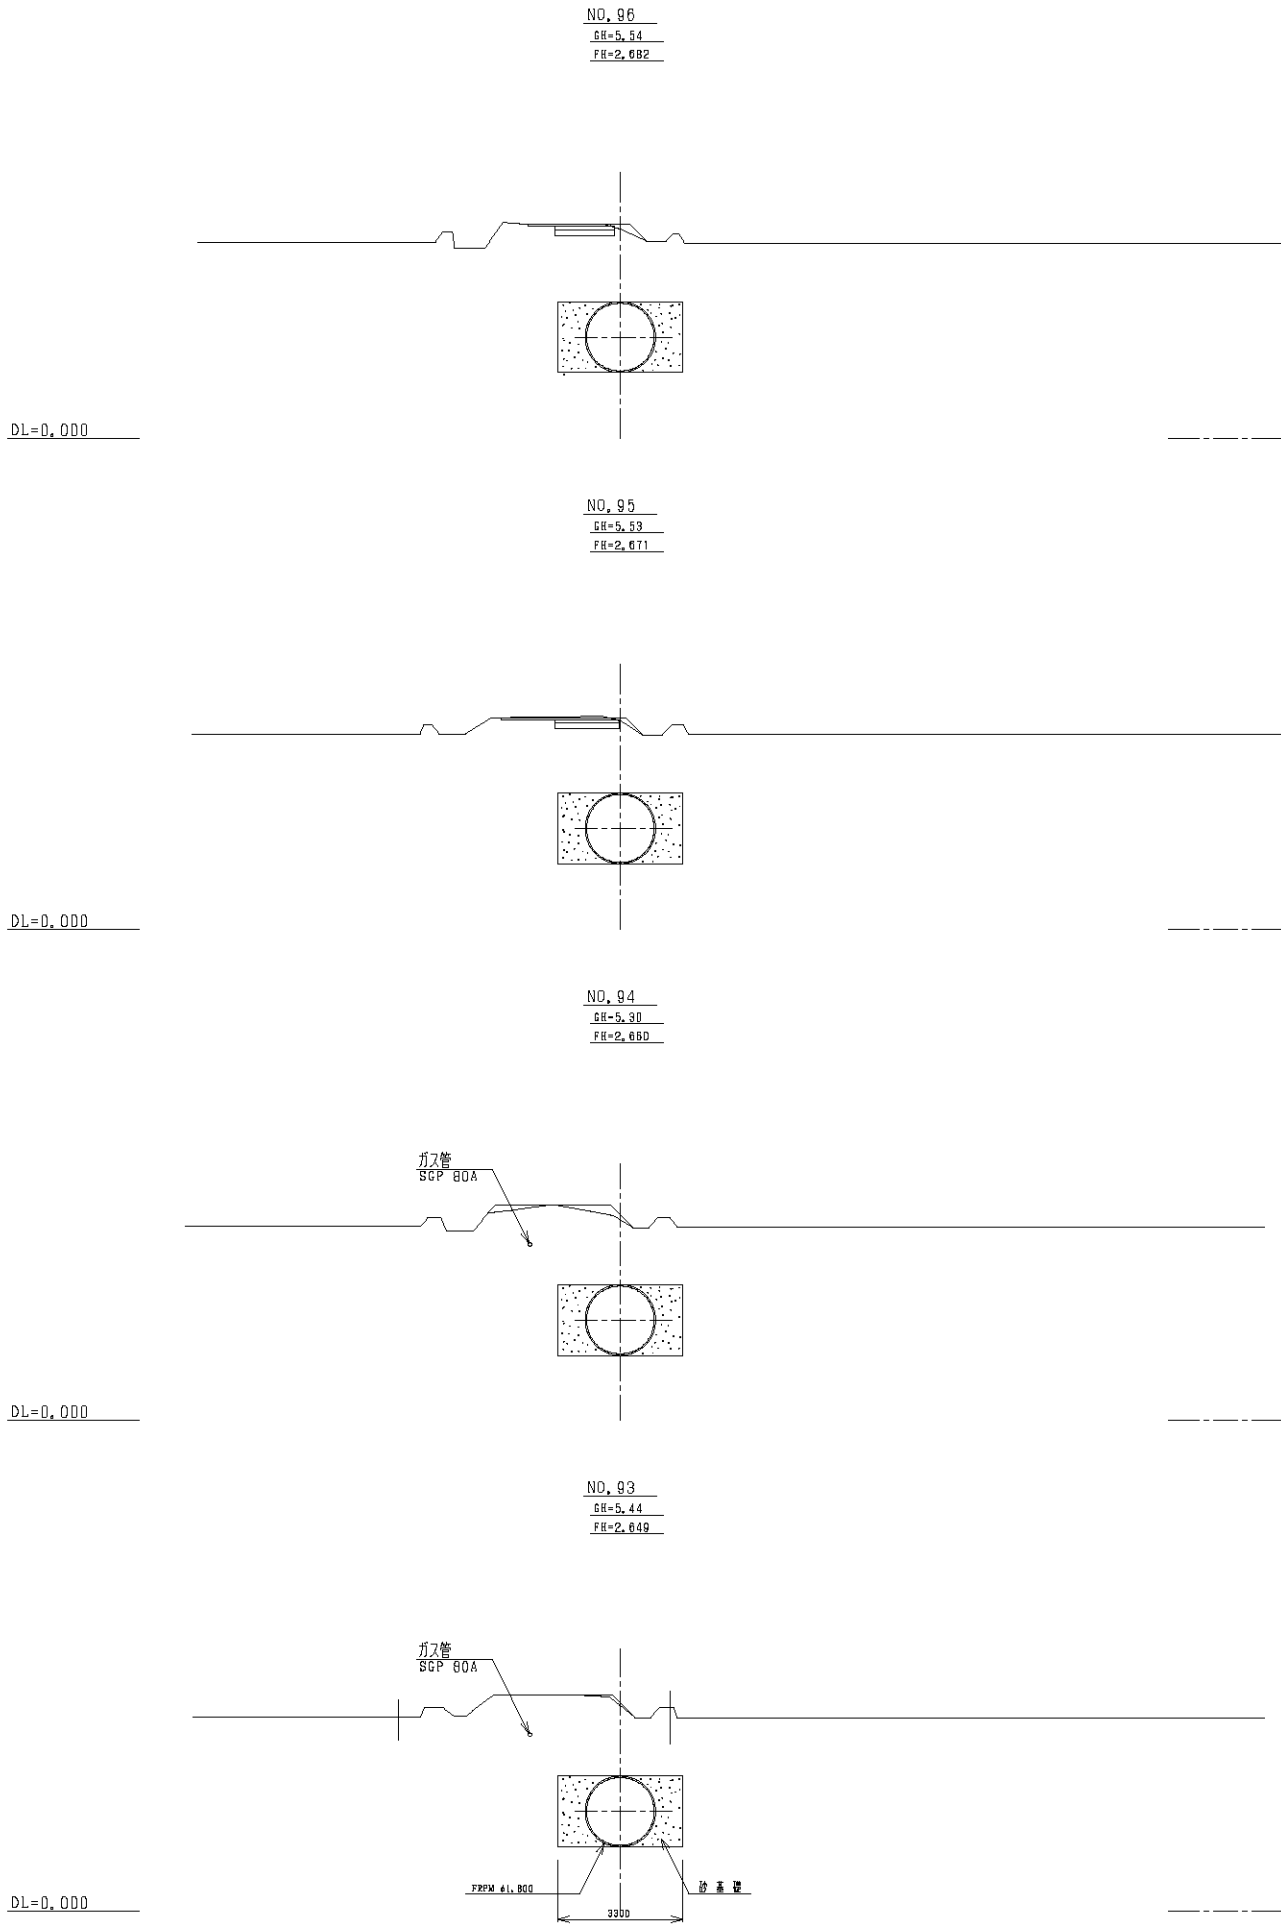 NO. 96
GH=5.54
FH=2.682
DL=0.000
NO. 95
GH=5.53
FH=2.671
DL=0.000
NO. 94
GH=5.30
FH=2.660
ガス管
SGP 80A
DL=0.000
NO. 93
GH=5.44
FH=2.649
ガス管
SGP 80A
FRPM φ1,800
砂基礎
DL=0.000
3300